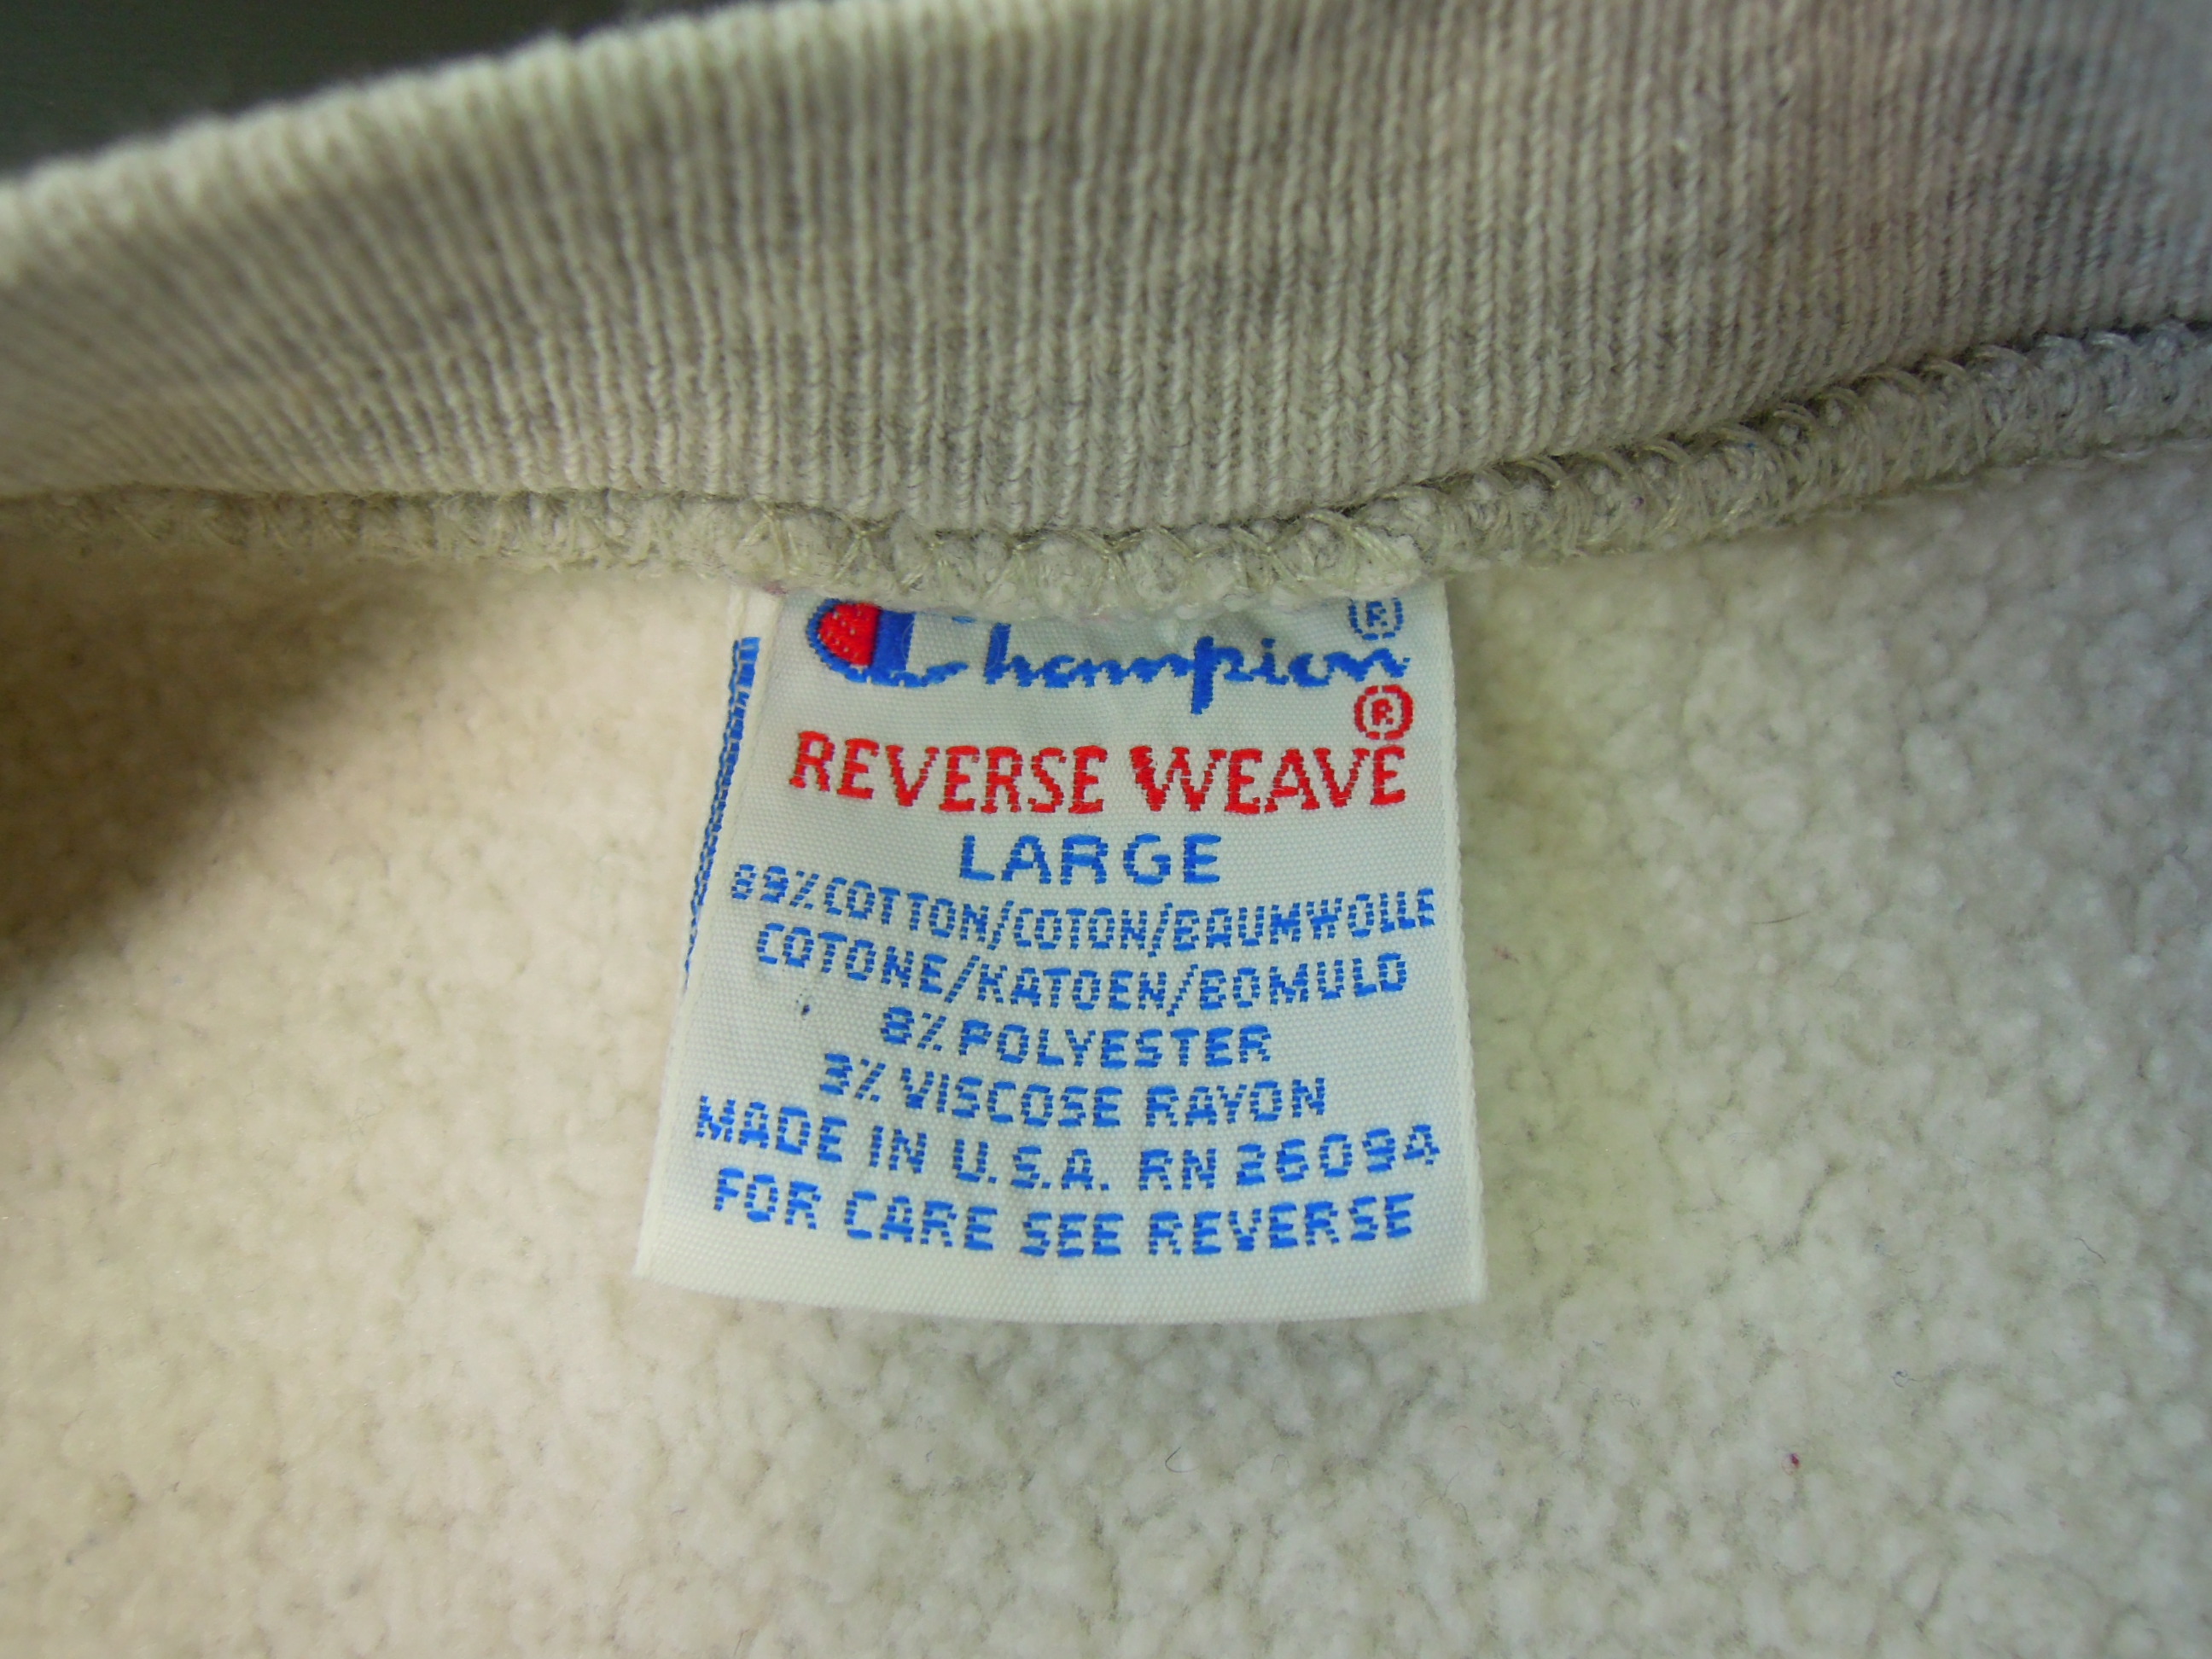 Champion®
REVERSE WEAVE®
LARGE
89% COTTON/COTON/BAUMWOLLE
COTONE/KATOEN/BOMULD
8% POLYESTER
3% VISCOSE RAYON
MADE IN U.S.A. RN 26094
FOR CARE SEE REVERSE